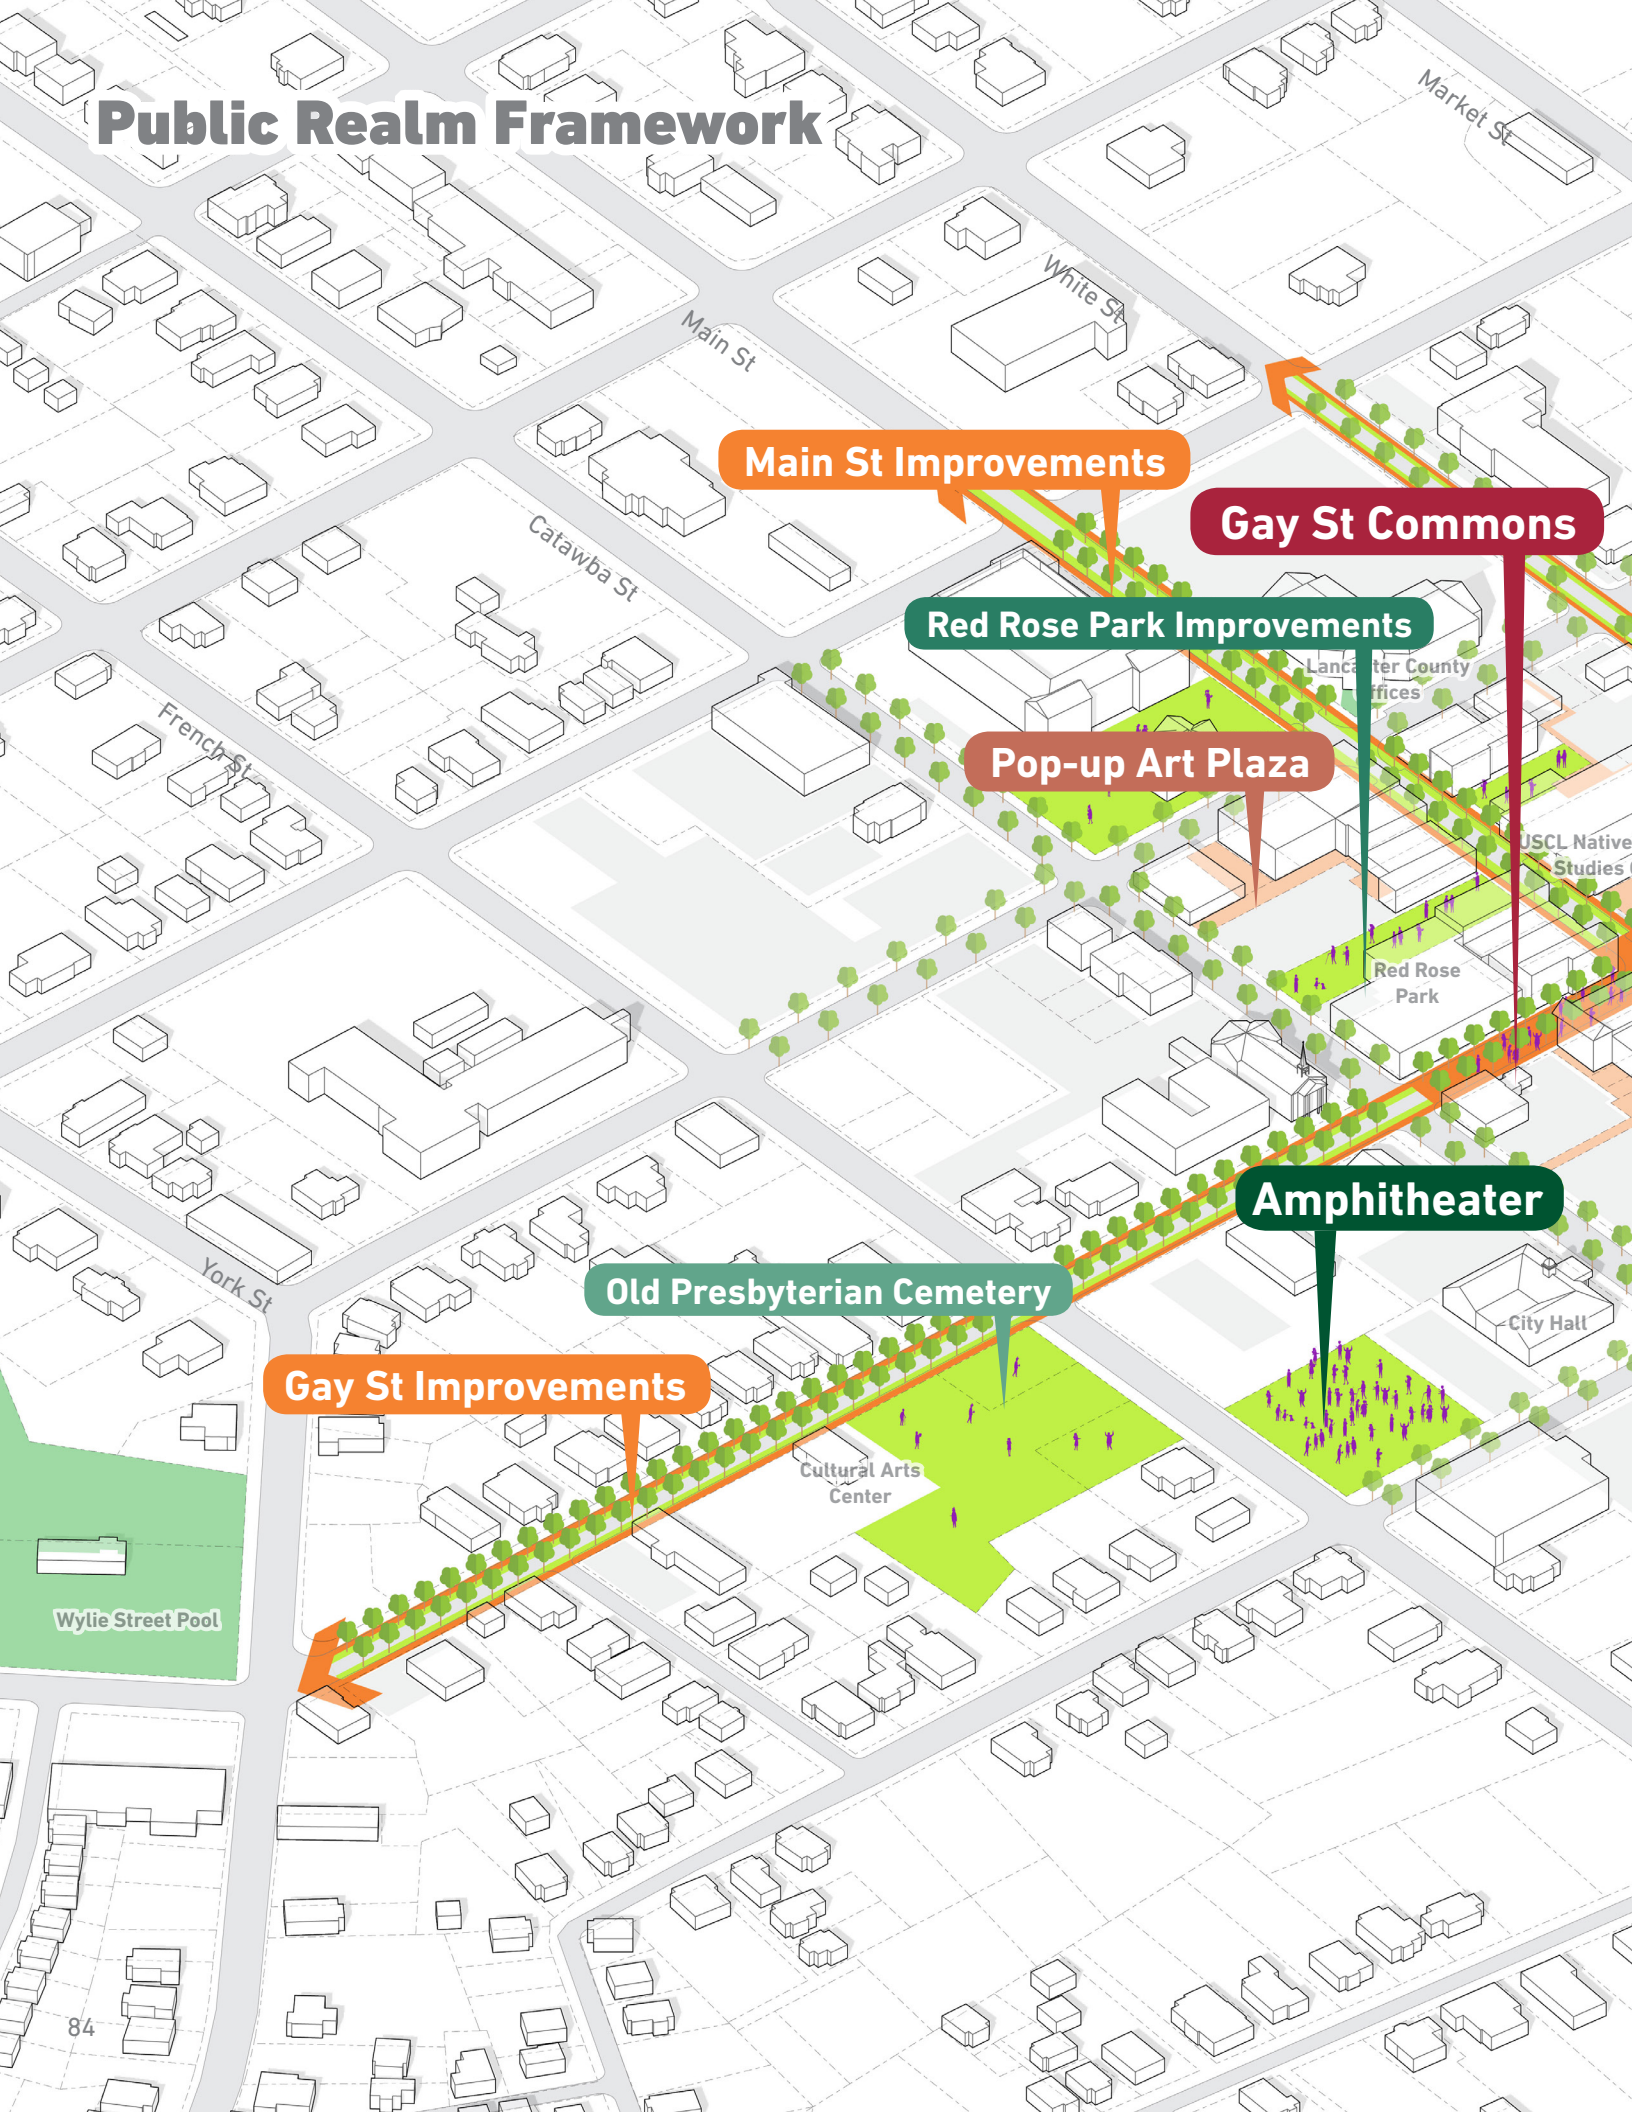 Public Realm Framework
Market St
White St
Main St
Main St Improvements
Gay St Commons
Catawba St
Red Rose Park Improvements
Lancaster County
Offices
French St
Pop-up Art Plaza
USCL Native
Studies
Red Rose
Park
Amphitheater
York St
Old Presbyterian Cemetery
City Hall
Gay St Improvements
Cultural Arts
Center
Wylie Street Pool
84